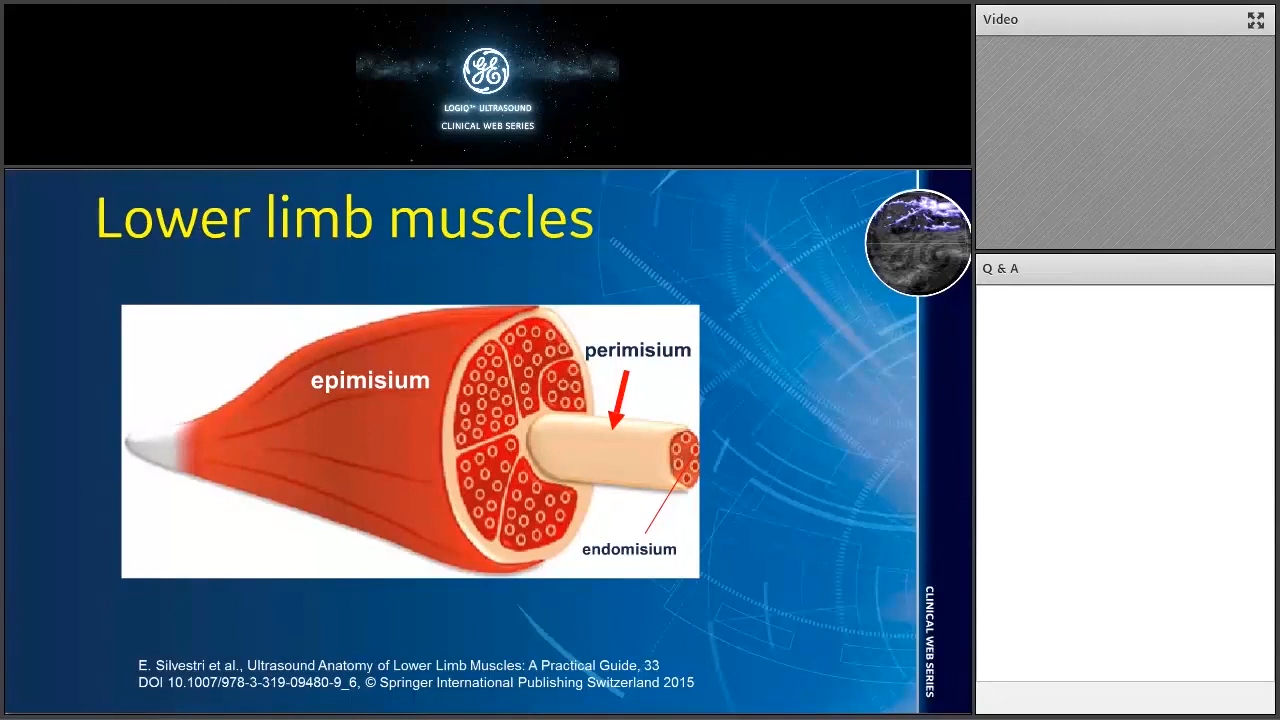 Video
GE
LOGIQ™ ULTRASOUND
CLINICAL WEB SERIES
Q & A
Lower limb muscles
perimisium
epimisium
endomisium
E. Silvestri et al., Ultrasound Anatomy of Lower Limb Muscles: A Practical Guide, 33
DOI 10.1007/978-3-319-09480-9_6, © Springer International Publishing Switzerland 2015
CLINICAL WEB SERIES